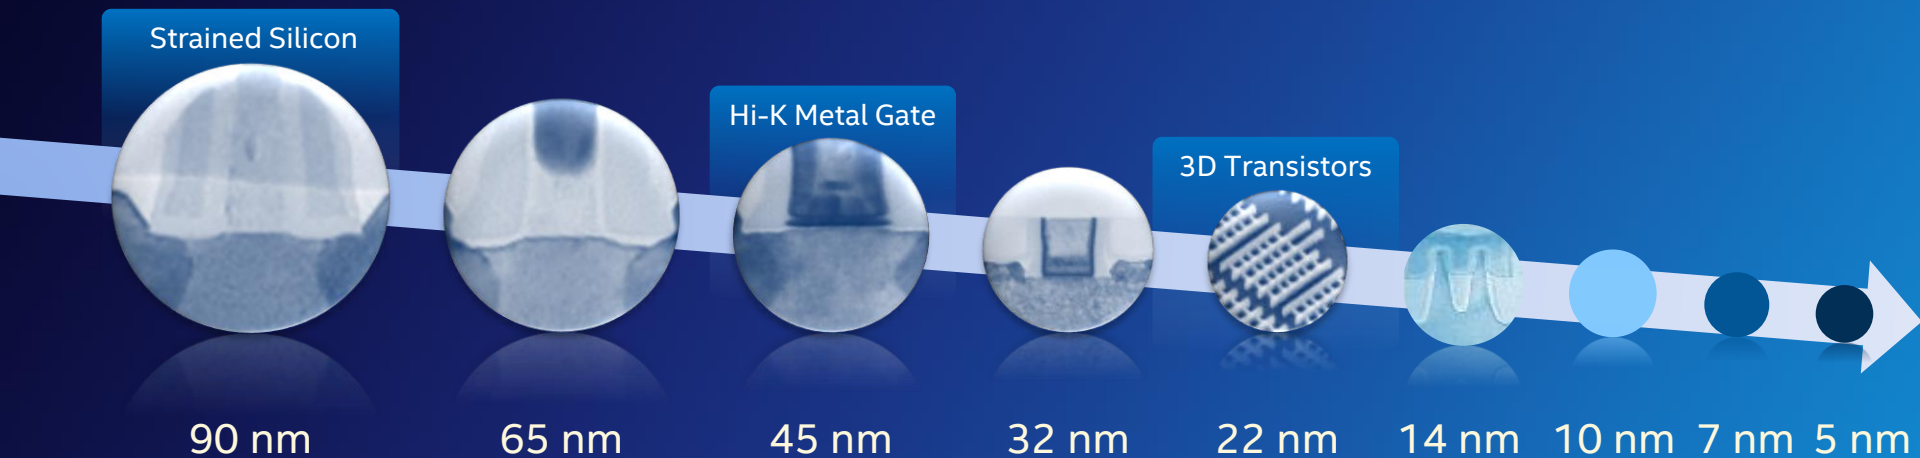 Strained Silicon
Hi-K Metal Gate
3D Transistors
90 nm
65 nm
45 nm
32 nm
22 nm
14 nm
10 nm
7 nm
5 nm